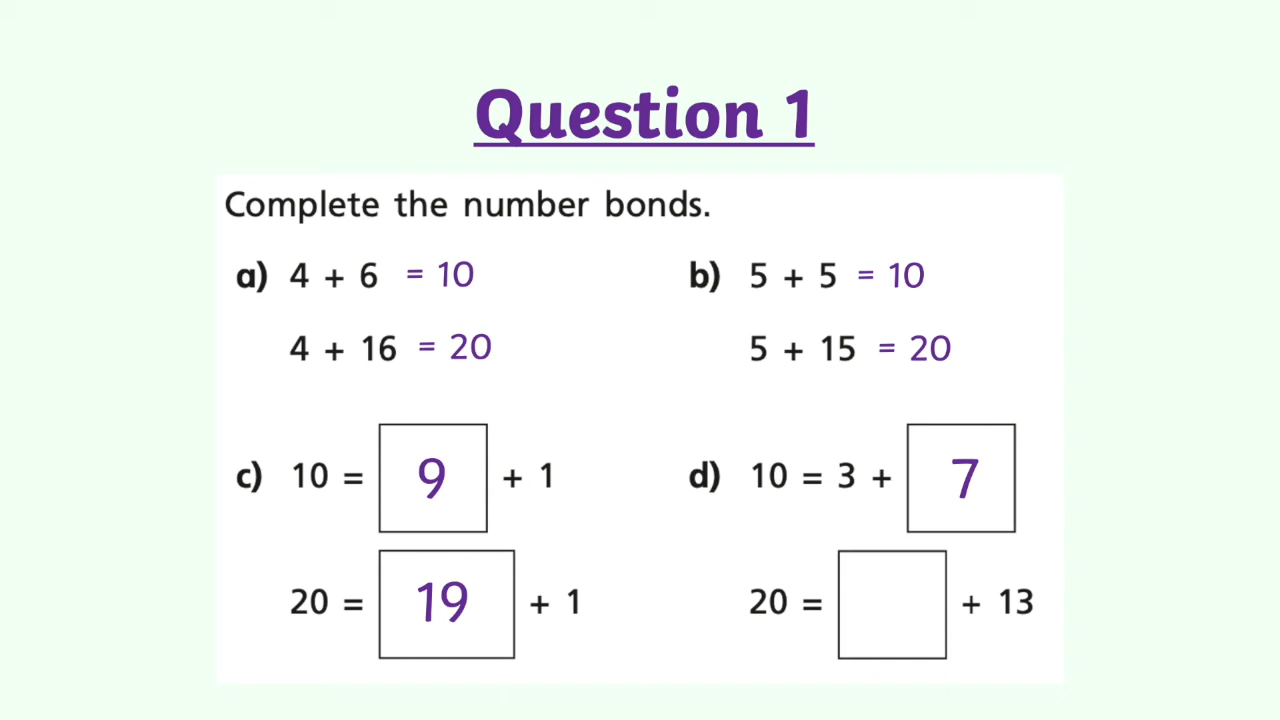 Question 1
Complete the number bonds.
a) 4 + 6 = 10
4 + 16 = 20
b) 5 + 5 = 10
5 + 15 = 20
c) 10 = 9 + 1
20 = 19 + 1
d) 10 = 3 + 7
20 = + 13